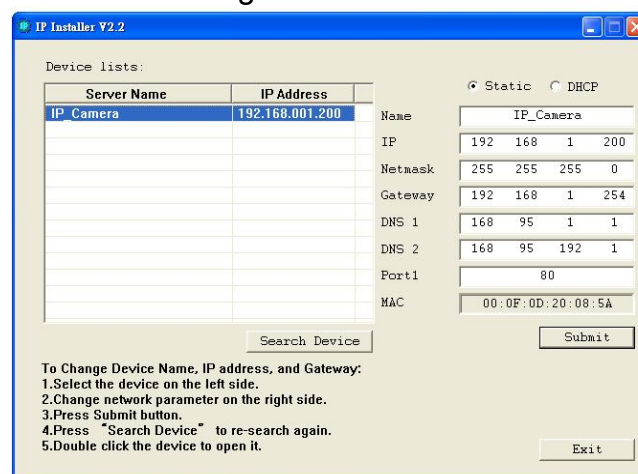 IP Installer V2.2
Device lists:
Server Name IP Address
IP_Camera 192.168.001.200
Static DHCP
Name IP_Camera
IP 192 168 1 200
Netmask 255 255 255 0
Gateway 192 168 1 254
DNS 1 168 95 1 1
DNS 2 168 95 192 1
Port1 80
MAC 00:0F:0D:20:08:5A
Search Device Submit
To Change Device Name, IP address, and Gateway:
1.Select the device on the left side.
2.Change network parameter on the right side.
3.Press Submit button.
4.Press “Search Device” to re-search again.
5.Double click the device to open it.
Exit